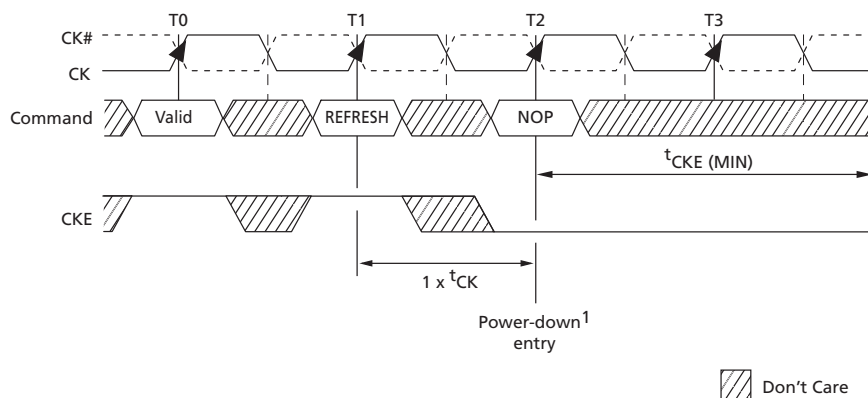 T0 T1 T2 T3
CK#
CK
Command Valid REFRESH NOP
tCKE (MIN)
CKE
1 x tCK
Power-down1
entry
Don't Care